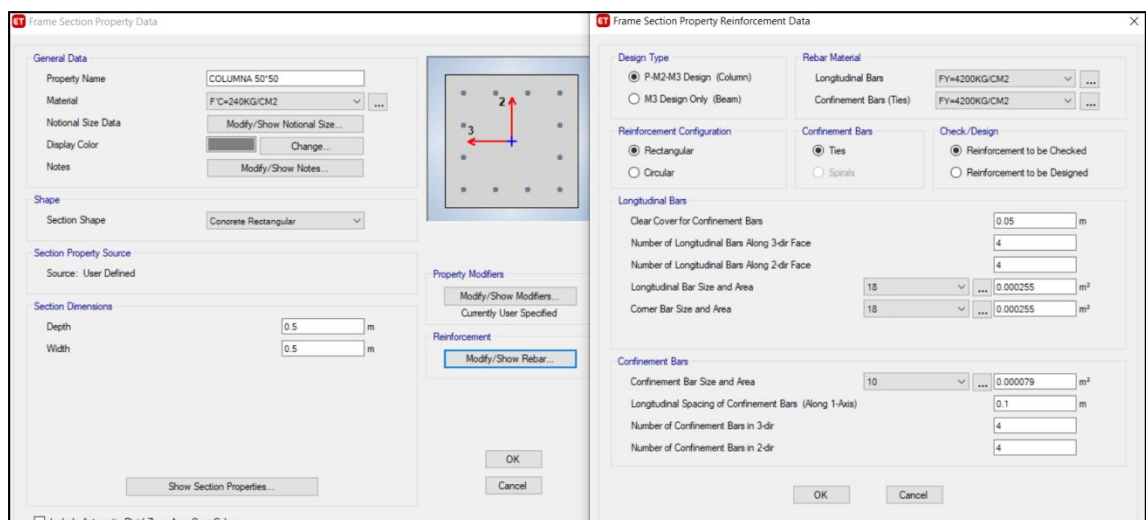 Frame Section Property Data
General Data
Property Name COLUMNA 50*50
Material F'C=240KG/CM2 ...
Notional Size Data Modify/Show Notional Size...
Display Color Change...
Notes Modify/Show Notes...
Shape
Section Shape Concrete Rectangular
Section Property Source
Source: User Defined
Section Dimensions
Depth 0.5 m
Width 0.5 m
Show Section Properties...
2
3
Property Modifiers
Modify/Show Modifiers...
Currently User Specified
Reinforcement
Modify/Show Rebar...
OK
Cancel
Frame Section Property Reinforcement Data
Design Type
P-M2-M3 Design (Column)
M3 Design Only (Beam)
Rebar Material
Longitudinal Bars FY=4200KG/CM2 ...
Confinement Bars (Ties) FY=4200KG/CM2 ...
Reinforcement Configuration
Rectangular
Circular
Confinement Bars
Ties
Spirals
Check/Design
Reinforcement to be Checked
Reinforcement to be Designed
Longitudinal Bars
Clear Cover for Confinement Bars 0.05 m
Number of Longitudinal Bars Along 3-dir Face 4
Number of Longitudinal Bars Along 2-dir Face 4
Longitudinal Bar Size and Area 18 ... 0.000255 m²
Corner Bar Size and Area 18 ... 0.000255 m²
Confinement Bars
Confinement Bar Size and Area 10 ... 0.000079 m²
Longitudinal Spacing of Confinement Bars (Along 1-Axis) 0.1 m
Number of Confinement Bars in 3-dir 4
Number of Confinement Bars in 2-dir 4
OK Cancel